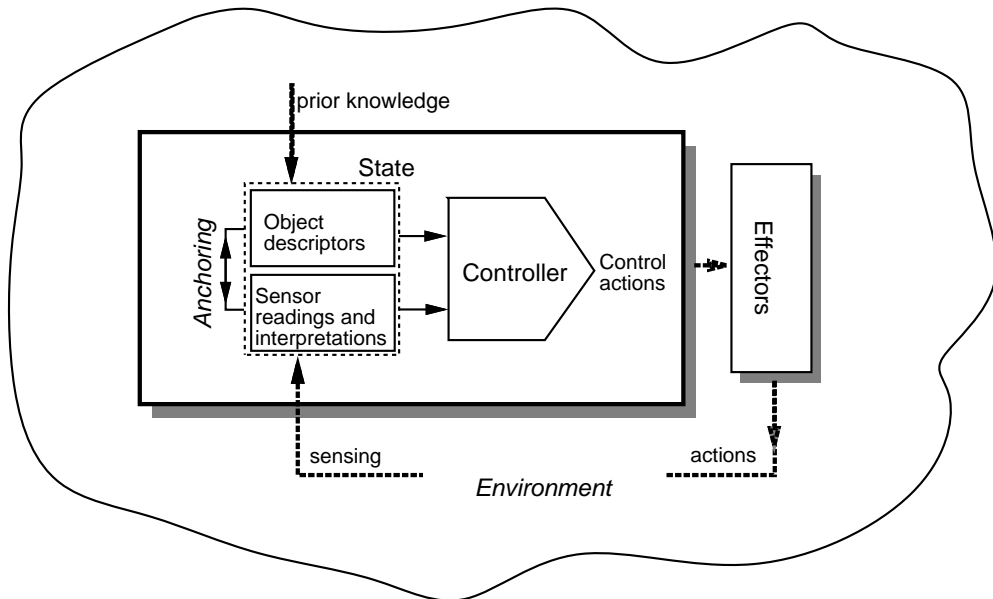 prior knowledge
State
Object
descriptors
Anchoring
Sensor
readings and
interpretations
Controller
Control
actions
Effectors
sensing
actions
Environment